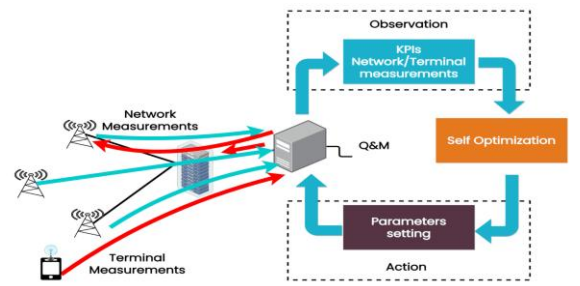 Observation
KPIs
Network/Terminal
measurements
Network
Measurements
Q&M
Self Optimization
Parameters
setting
Terminal
Measurements
Action